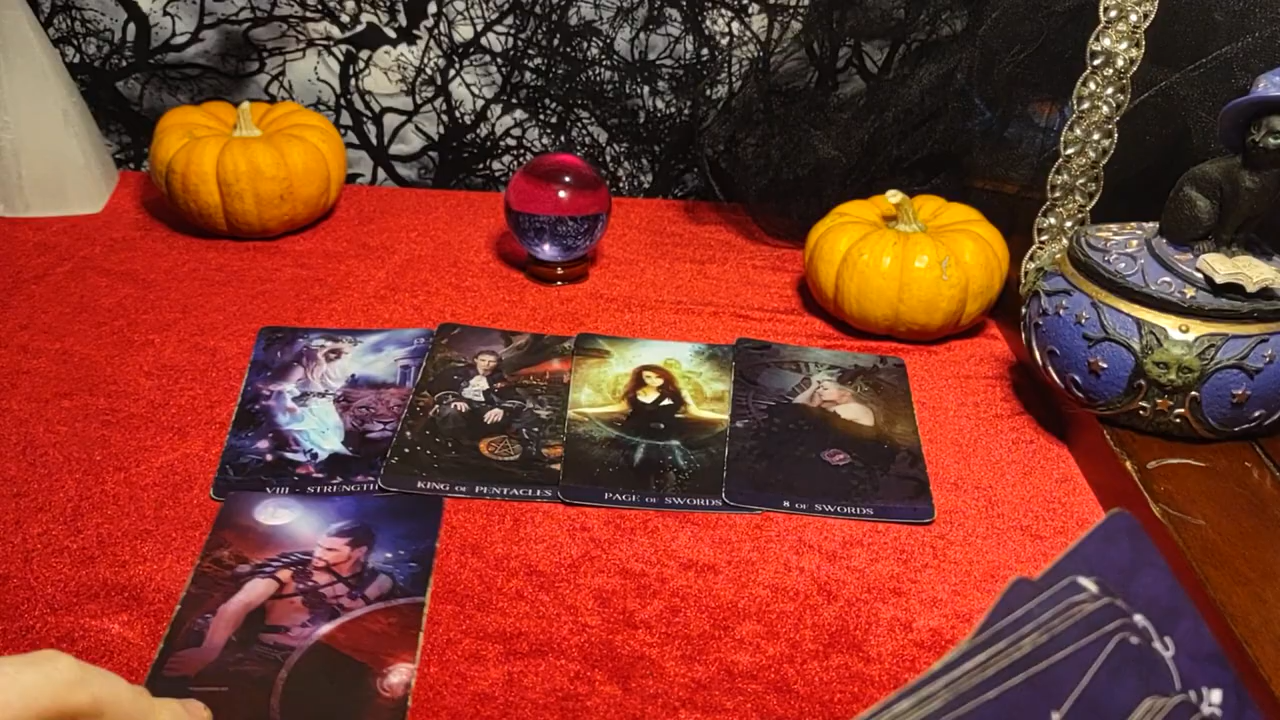 VIII - STRENGTH
KING OF PENTACLES
PAGE OF SWORDS
8 OF SWORDS